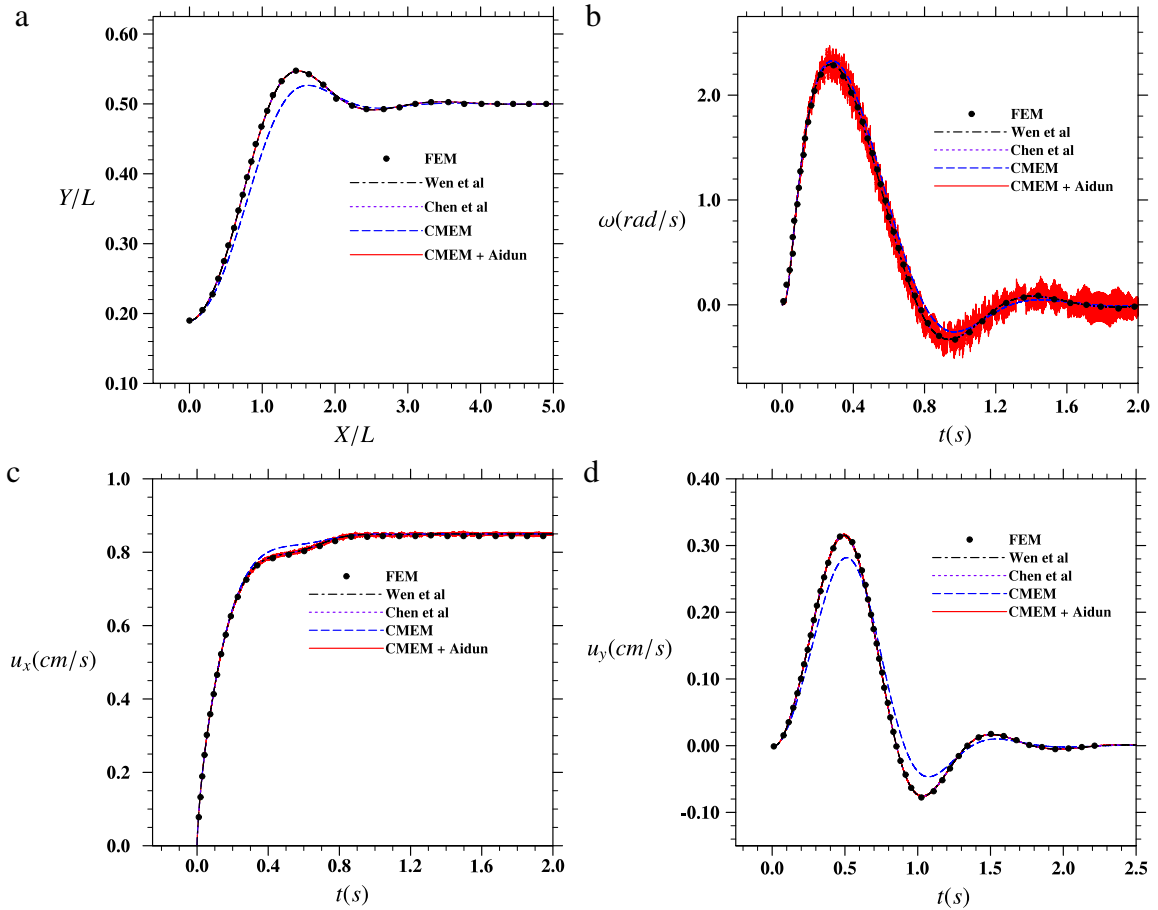 a
0.60
0.50
0.40
0.30
0.20
0.10
Y/L
FEM
Wen et al
Chen et al
CMEM
CMEM + Aidun
0.0 1.0 2.0 3.0 4.0 5.0
X/L
b
2.0
1.0
0.0
ω(rad/s)
FEM
Wen et al
Chen et al
CMEM
CMEM + Aidun
0.0 0.4 0.8 1.2 1.6 2.0
t(s)
c
1.0
0.8
0.6
0.4
0.2
0.0
uₓ(cm/s)
FEM
Wen et al
Chen et al
CMEM
CMEM + Aidun
0.0 0.4 0.8 1.2 1.6 2.0
t(s)
d
0.40
0.30
0.20
0.10
0.00
-0.10
u_y(cm/s)
FEM
Wen et al
Chen et al
CMEM
CMEM + Aidun
0.0 0.5 1.0 1.5 2.0 2.5
t(s)